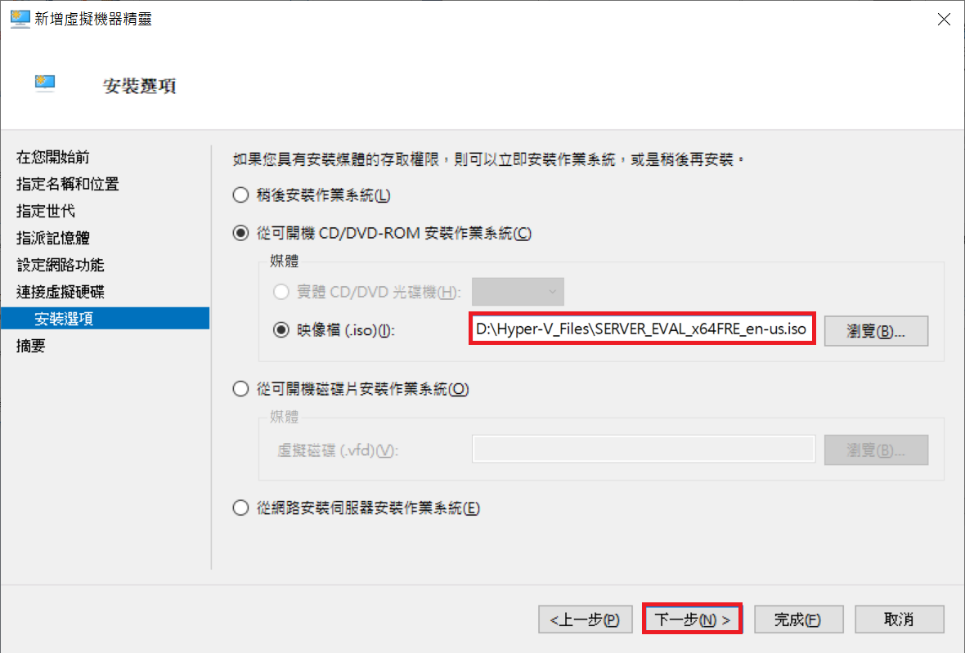 新增虛擬機器精靈
安裝選項
在您開始前
指定名稱和位置
指定世代
指派記憶體
設定網路功能
連接虛擬硬碟
安裝選項
摘要
如果您具有安裝媒體的存取權限，則可以立即安裝作業系統，或是稍後再安裝。
稍後安裝作業系統(L)
從可開機 CD/DVD-ROM 安裝作業系統(C)
媒體
實體 CD/DVD 光碟機(H):
映像檔 (.iso)(I): D:\Hyper-V_Files\SERVER_EVAL_x64FRE_en-us.iso 瀏覽(B)...
從可開機磁碟片安裝作業系統(O)
媒體
虛擬磁碟 (.vfd)(V): 瀏覽(B)...
從網路安裝伺服器安裝作業系統(E)
<上一步(P) 下一步(N) > 完成(F) 取消